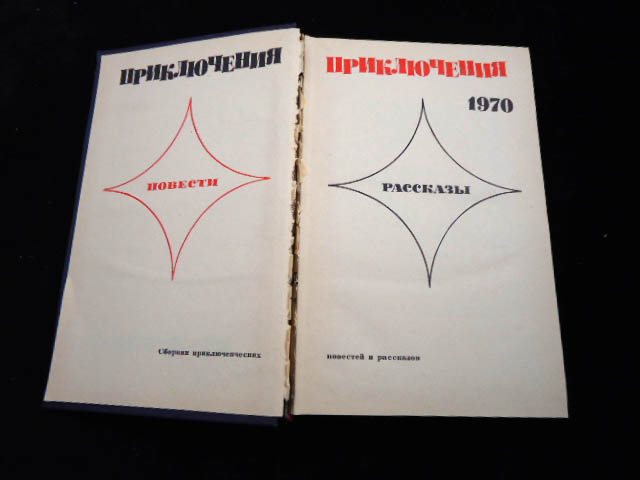 ПРИКЛЮЧЕНИЯ
ПОВЕСТИ
Сборник приключенческих
ПРИКЛЮЧЕНИЯ
1970
РАССКАЗЫ
повестей и рассказов